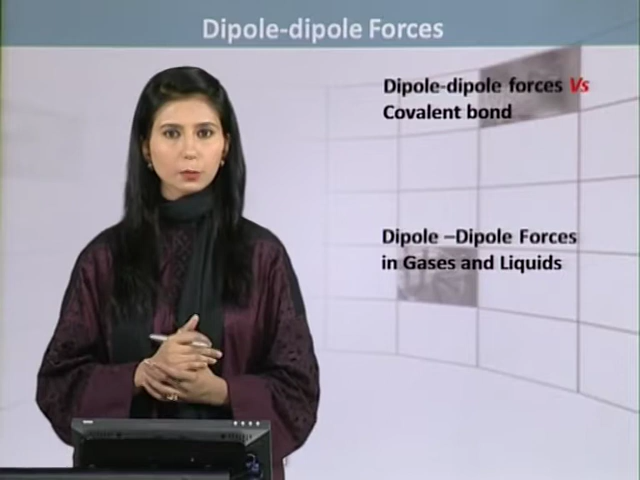 Dipole-dipole Forces
Dipole-dipole forces Vs
Covalent bond
Dipole –Dipole Forces
in Gases and Liquids